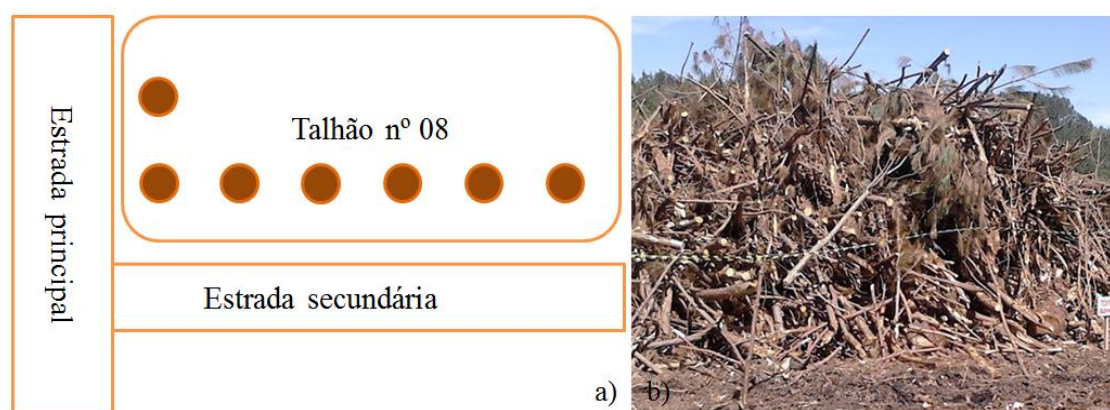 Estrada principal
Talhão nº 08
Estrada secundária
a)
b)